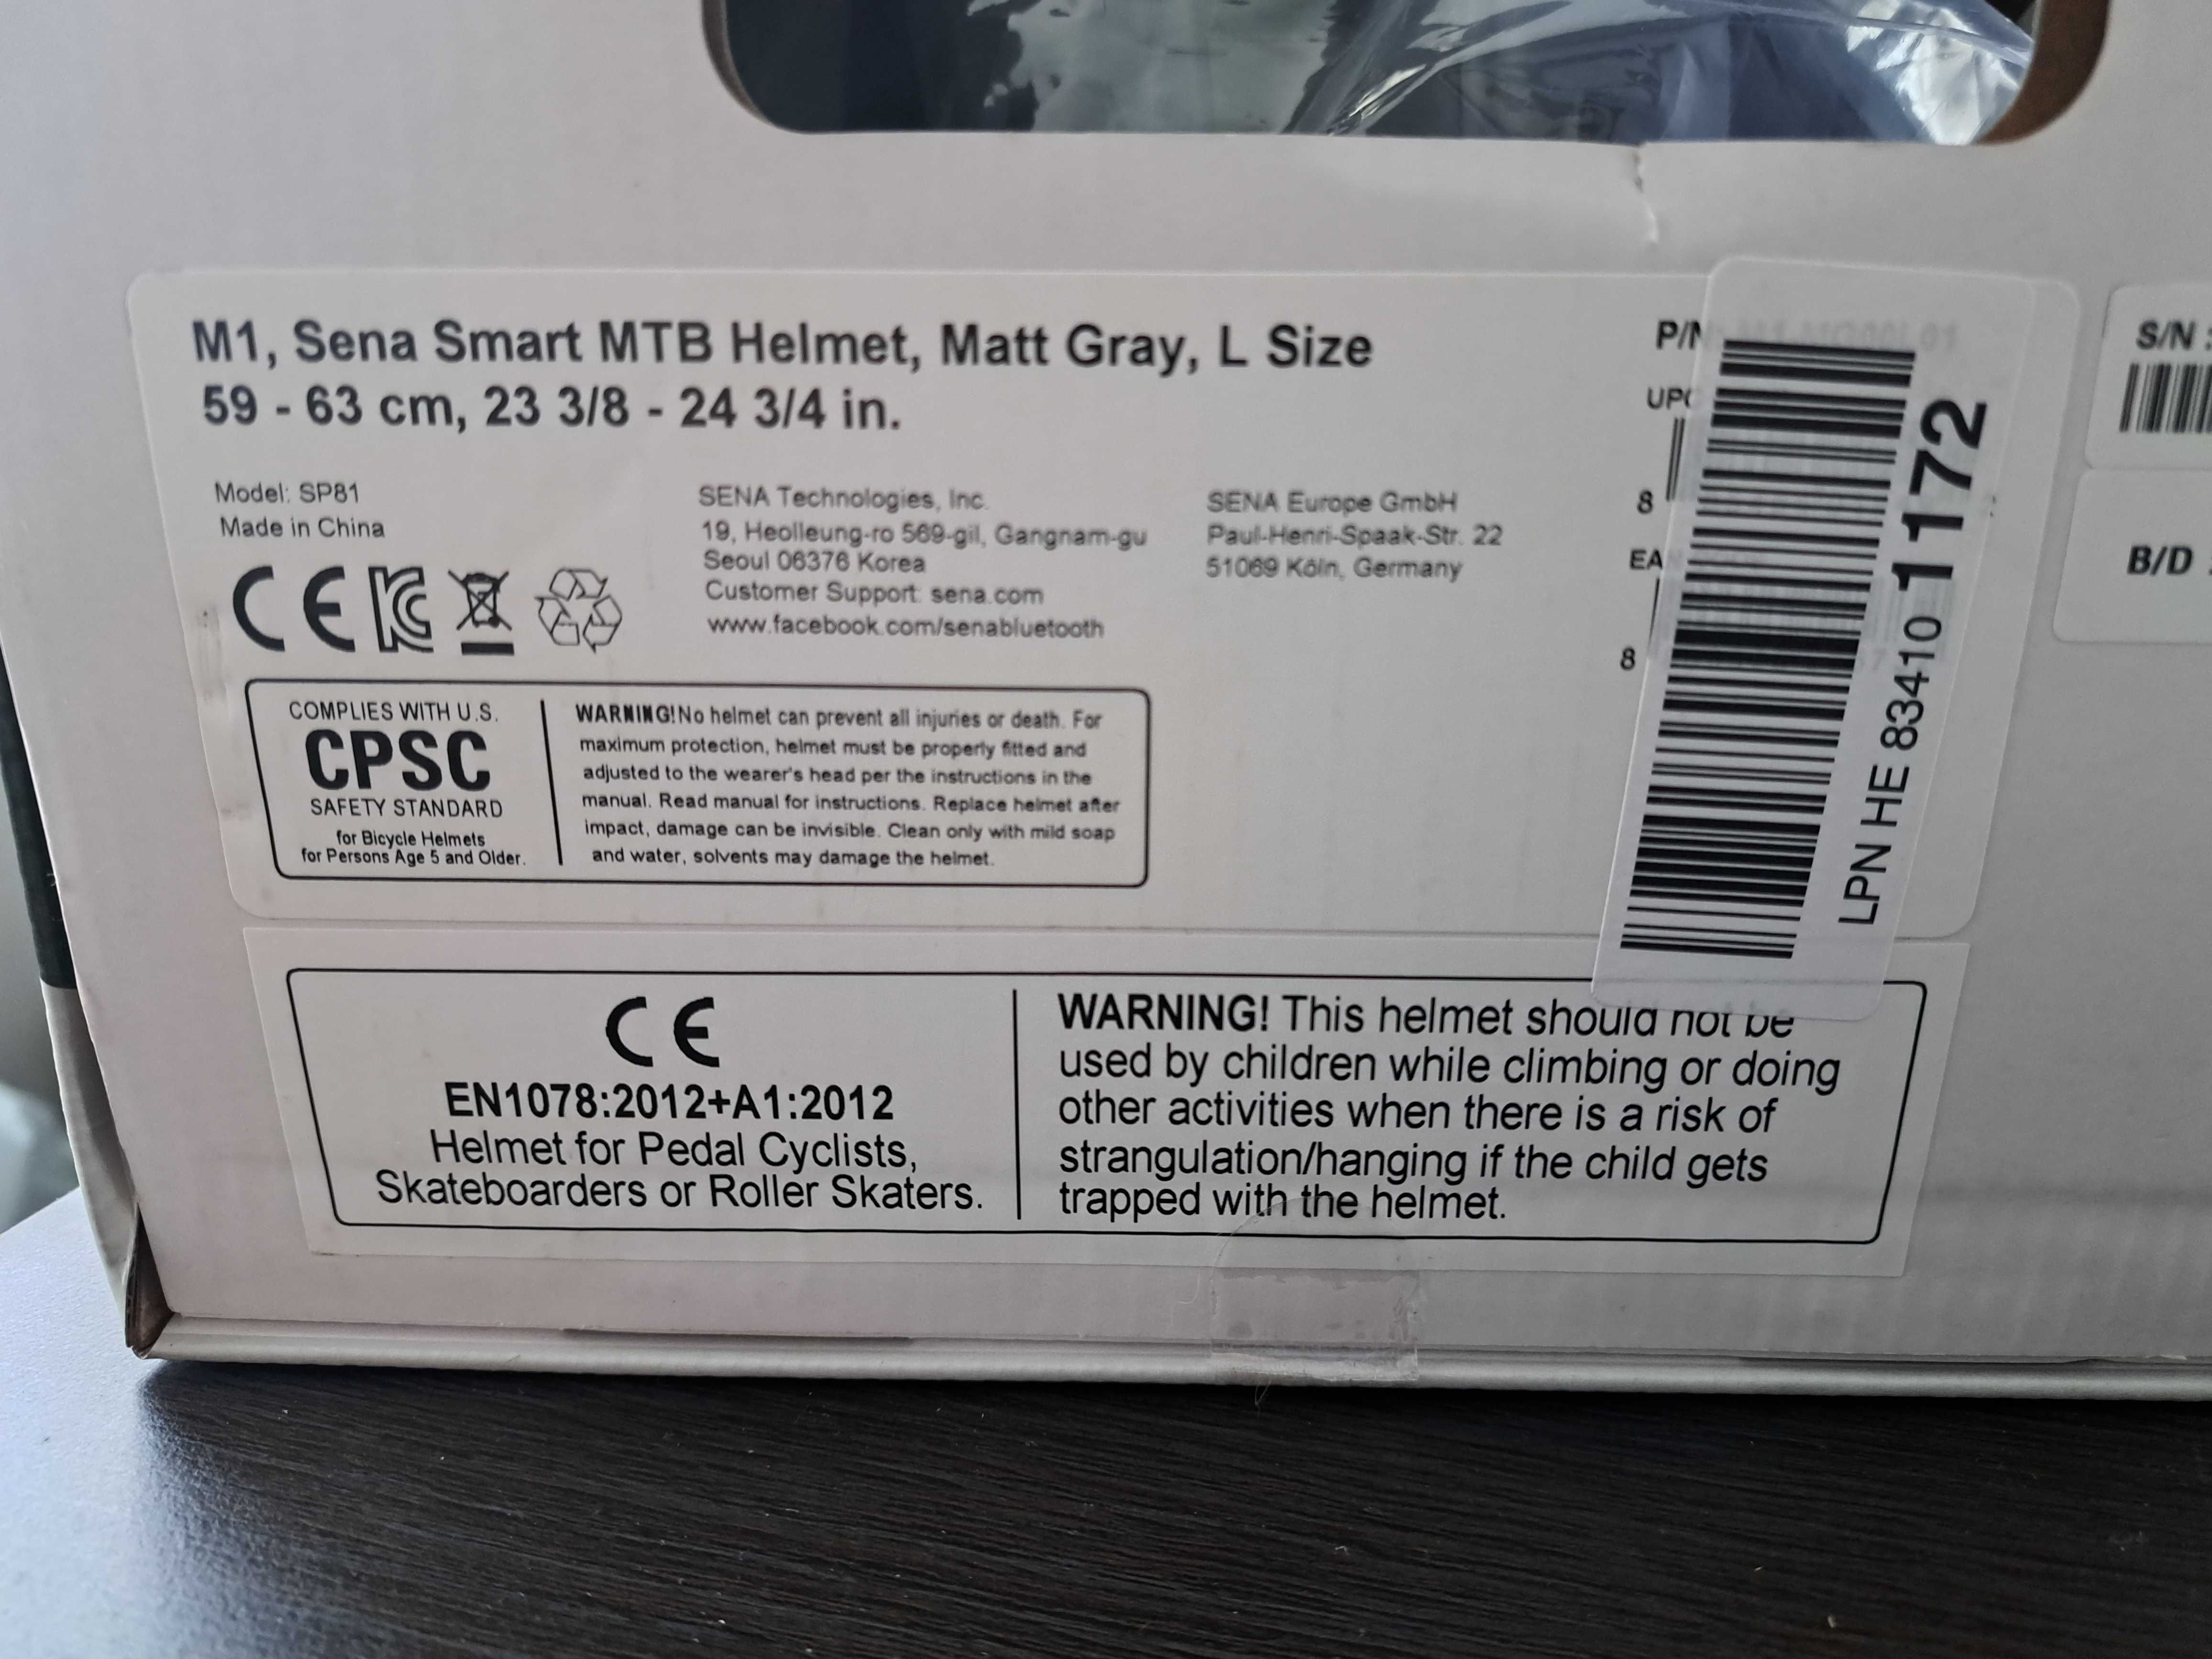 M1, Sena Smart MTB Helmet, Matt Gray, L Size
59 - 63 cm, 23 3/8 - 24 3/4 in.
Model: SP81
Made in China
CE
SENA Technologies, Inc.
19, Heolleung-ro 569-gil, Gangnam-gu
Seoul 06376 Korea
Customer Support: sena.com
www.facebook.com/senabluetooth
SENA Europe GmbH
Paul-Henri-Spaak-Str. 22
51069 Köln, Germany
P/N
UPC
8
EA
8
LPN HE 83410 1172
S/N :
B/D :
COMPLIES WITH U.S.
CPSC
SAFETY STANDARD
for Bicycle Helmets
for Persons Age 5 and Older.
WARNING! No helmet can prevent all injuries or death. For
maximum protection, helmet must be properly fitted and
adjusted to the wearer's head per the instructions in the
manual. Read manual for instructions. Replace helmet after
impact, damage can be invisible. Clean only with mild soap
and water, solvents may damage the helmet.
CE
EN1078:2012+A1:2012
Helmet for Pedal Cyclists,
Skateboarders or Roller Skaters.
WARNING! This helmet should not be
used by children while climbing or doing
other activities when there is a risk of
strangulation/hanging if the child gets
trapped with the helmet.